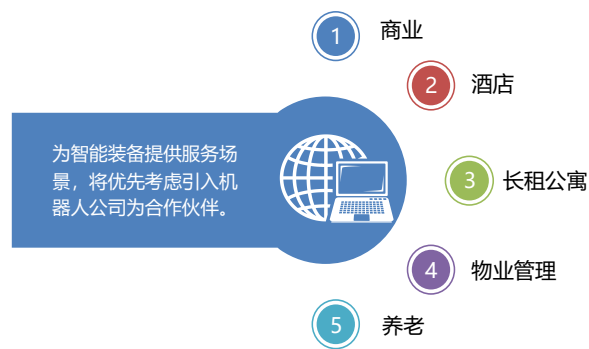 1 商业
2 酒店
为智能装备提供服务场
景，将优先考虑引入机
器人公司为合作伙伴。
3 长租公寓
4 物业管理
5 养老